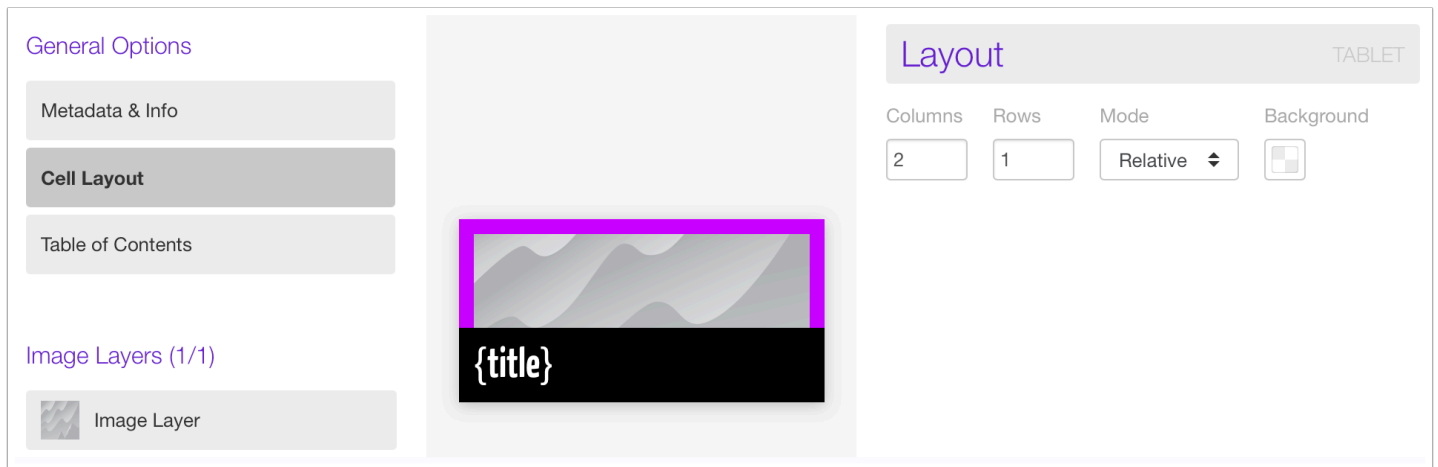 General Options
Metadata & Info
Cell Layout
Table of Contents
Image Layers (1/1)
Image Layer
{title}
Layout
TABLET
Columns Rows Mode Background
2 1 Relative